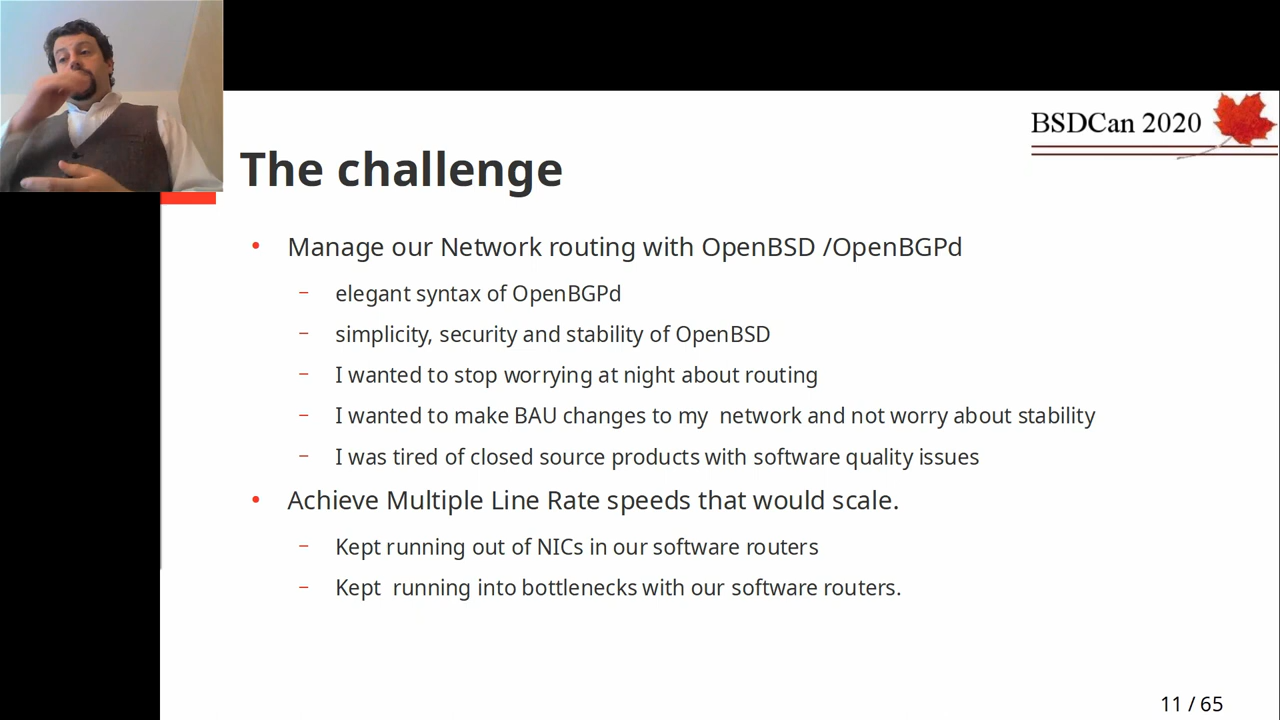 BSDCan 2020
The challenge
• Manage our Network routing with OpenBSD /OpenBGPd
– elegant syntax of OpenBGPd
– simplicity, security and stability of OpenBSD
– I wanted to stop worrying at night about routing
– I wanted to make BAU changes to my  network and not worry about stability
– I was tired of closed source products with software quality issues
• Achieve Multiple Line Rate speeds that would scale.
– Kept running out of NICs in our software routers
– Kept  running into bottlenecks with our software routers.
11 / 65